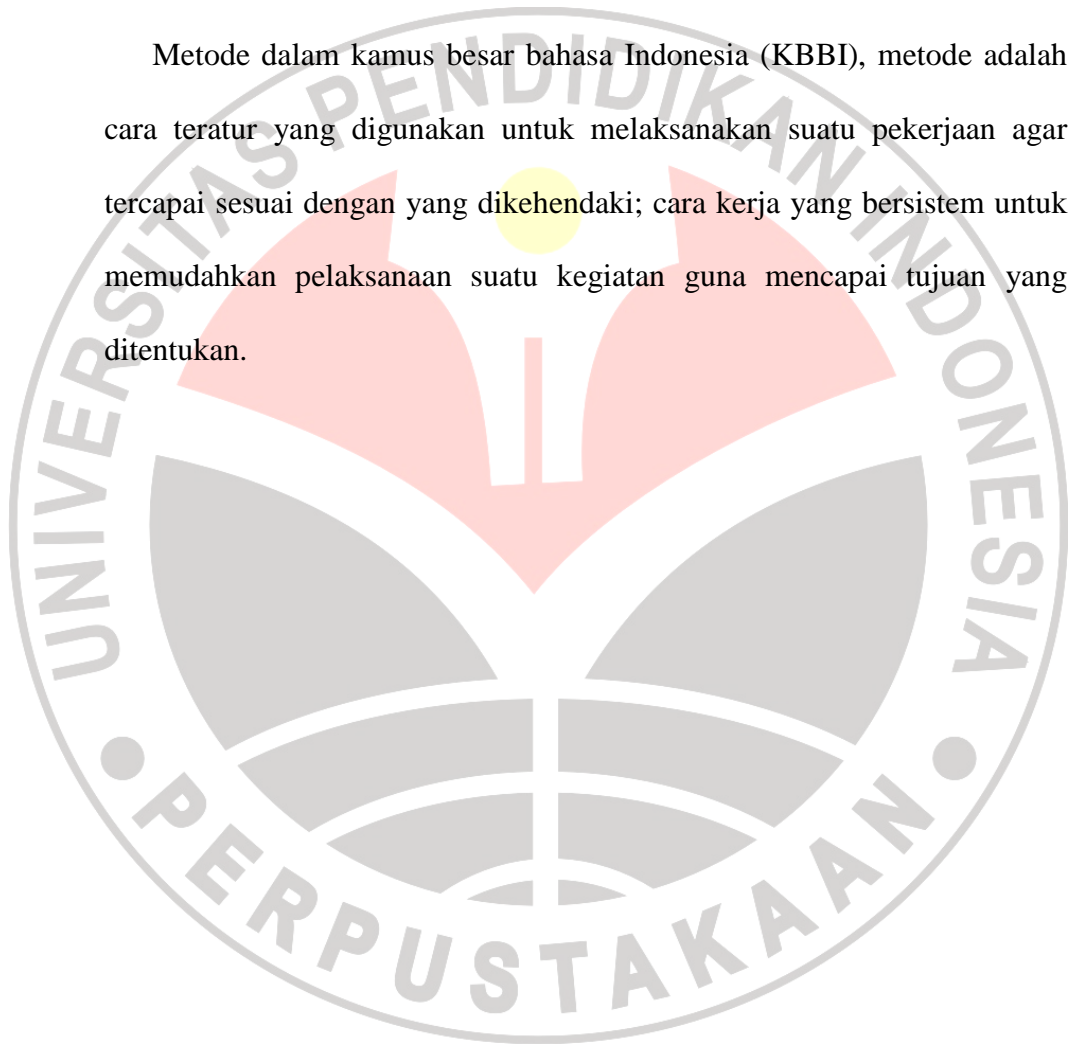 Metode dalam kamus besar bahasa Indonesia (KBBI), metode adalah
cara teratur yang digunakan untuk melaksanakan suatu pekerjaan agar
tercapai sesuai dengan yang dikehendaki; cara kerja yang bersistem untuk
memudahkan pelaksanaan suatu kegiatan guna mencapai tujuan yang
ditentukan.
UNIVERSITAS PENDIDIKAN INDONESIA
PERPUSTAKAAN